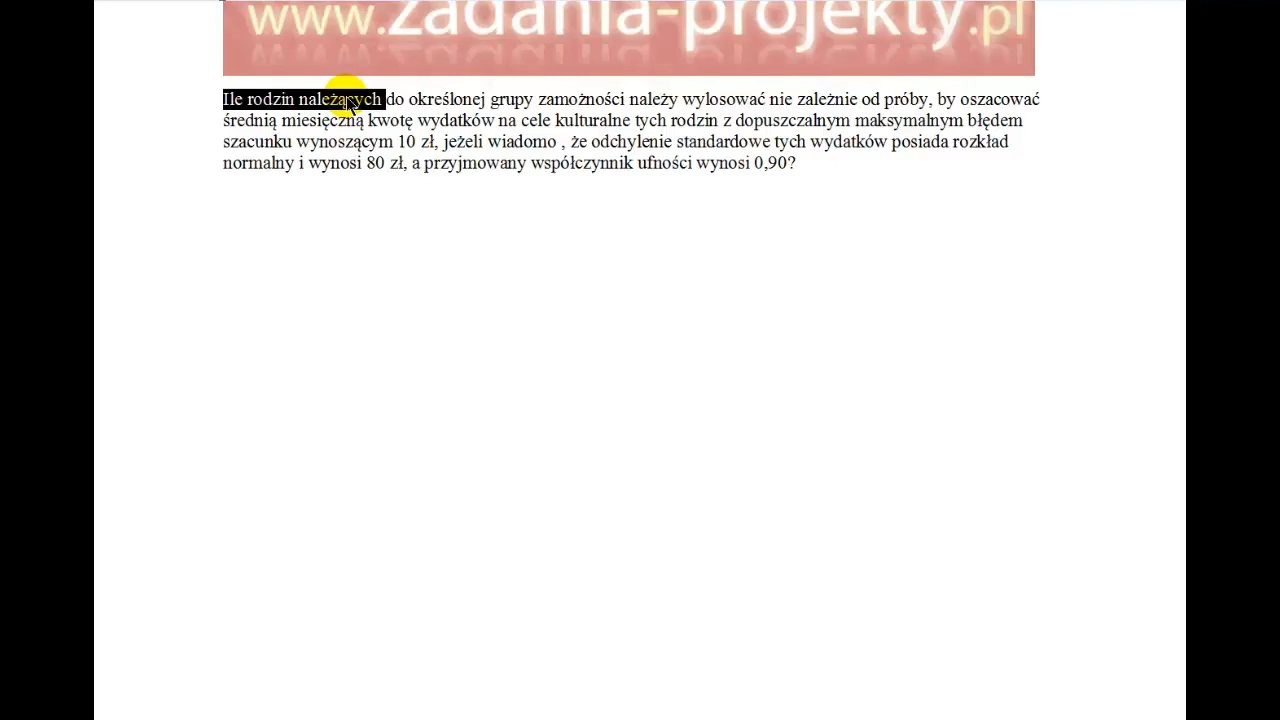 www.zadania-projekty.pl
Ile rodzin należących do określonej grupy zamożności należy wylosować nie zależnie od próby, by oszacować
średnią miesięczną kwotę wydatków na cele kulturalne tych rodzin z dopuszczalnym maksymalnym błędem
szacunku wynoszącym 10 zł, jeżeli wiadomo , że odchylenie standardowe tych wydatków posiada rozkład
normalny i wynosi 80 zł, a przyjmowany współczynnik ufności wynosi 0,90?